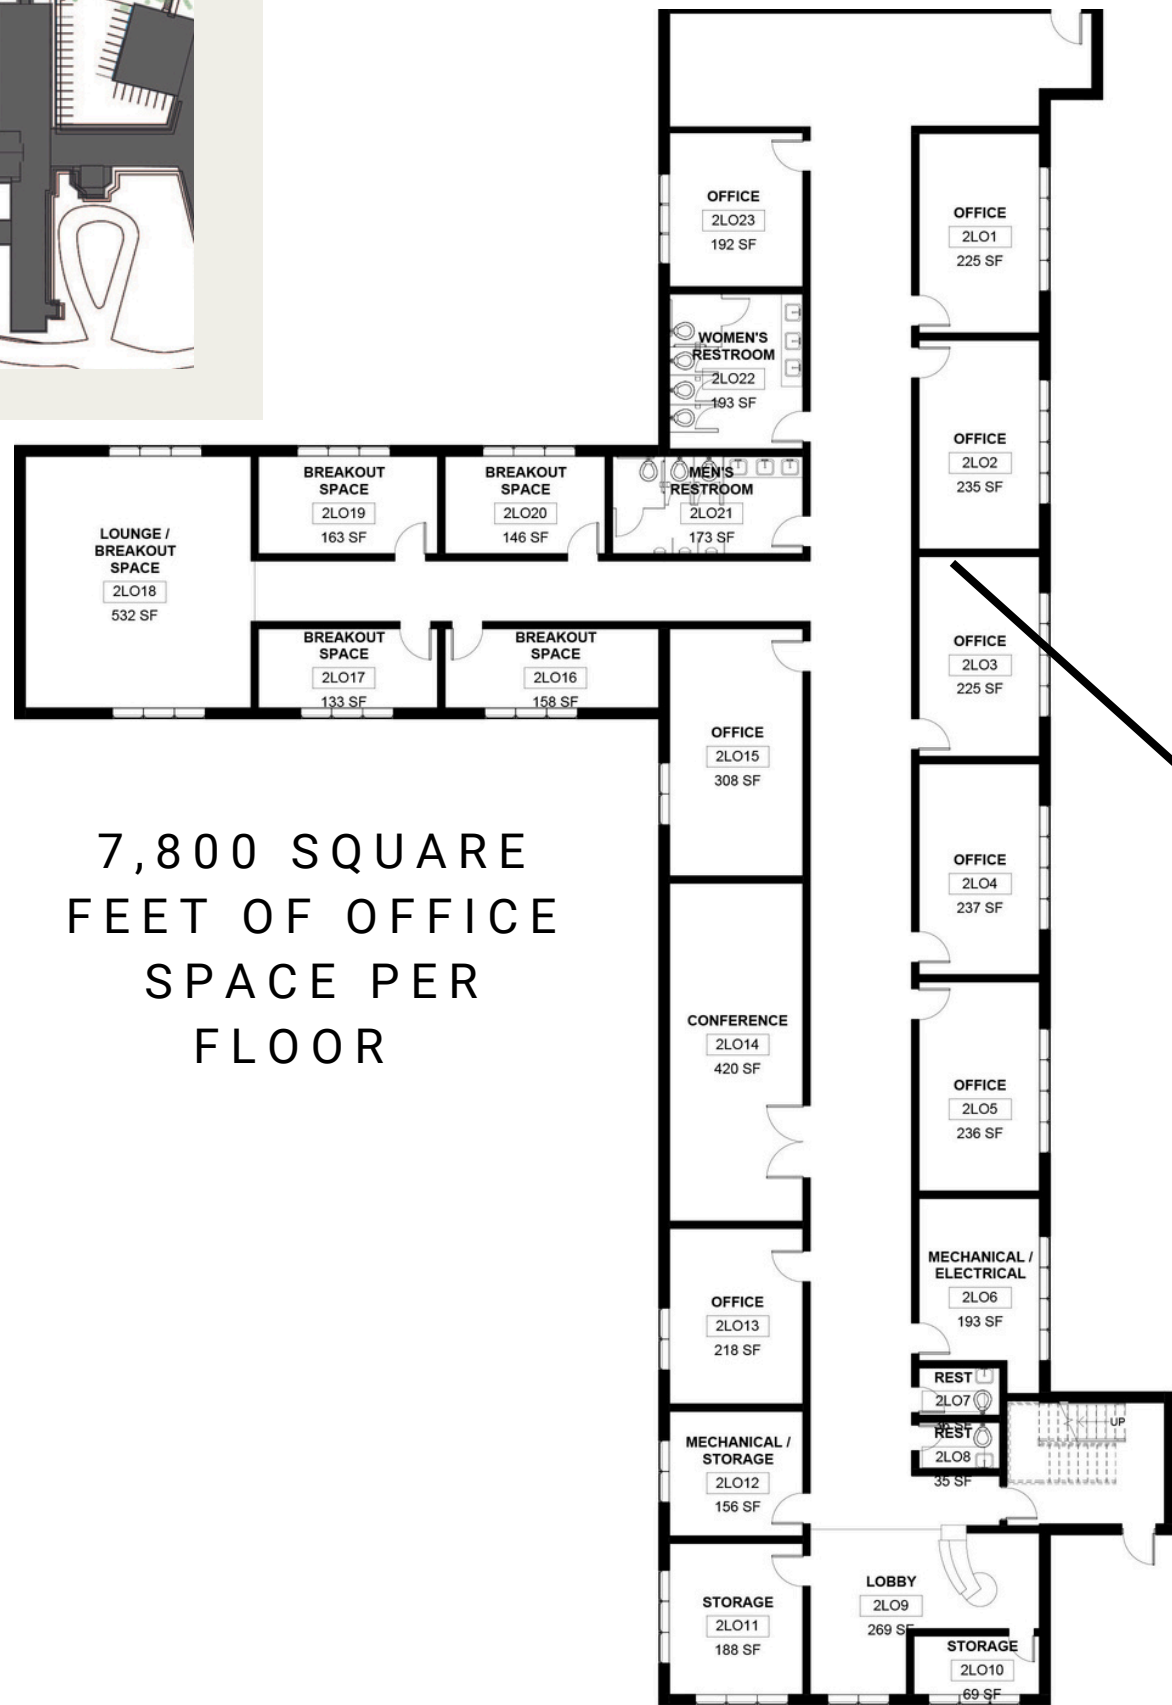 OFFICE
2LO23
192 SF
OFFICE
2LO1
225 SF
WOMEN'S
RESTROOM
2LO22
193 SF
OFFICE
2LO2
235 SF
LOUNGE /
BREAKOUT
SPACE
2LO18
532 SF
BREAKOUT
SPACE
2LO19
163 SF
BREAKOUT
SPACE
2LO20
146 SF
MEN'S
RESTROOM
2LO21
173 SF
BREAKOUT
SPACE
2LO17
133 SF
BREAKOUT
SPACE
2LO16
158 SF
OFFICE
2LO3
225 SF
OFFICE
2LO15
308 SF
7,800 SQUARE
FEET OF OFFICE
SPACE PER
FLOOR
OFFICE
2LO4
237 SF
CONFERENCE
2LO14
420 SF
OFFICE
2LO5
236 SF
MECHANICAL /
ELECTRICAL
2LO6
193 SF
OFFICE
2LO13
218 SF
REST
2LO7
SF
REST
2LO8
35 SF
UP
MECHANICAL /
STORAGE
2LO12
156 SF
LOBBY
2LO9
269 SF
STORAGE
2LO11
188 SF
STORAGE
2LO10
69 SF